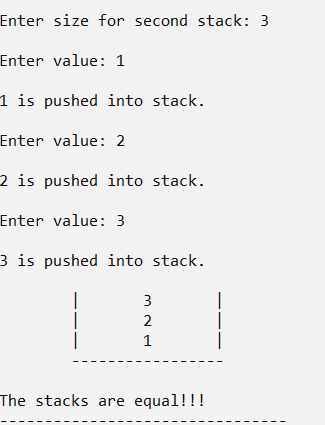 Enter size for second stack: 3
Enter value: 1
1 is pushed into stack.
Enter value: 2
2 is pushed into stack.
Enter value: 3
3 is pushed into stack.
|       3       |
|       2       |
|       1       |
-----------------
The stacks are equal!!!
--------------------------------